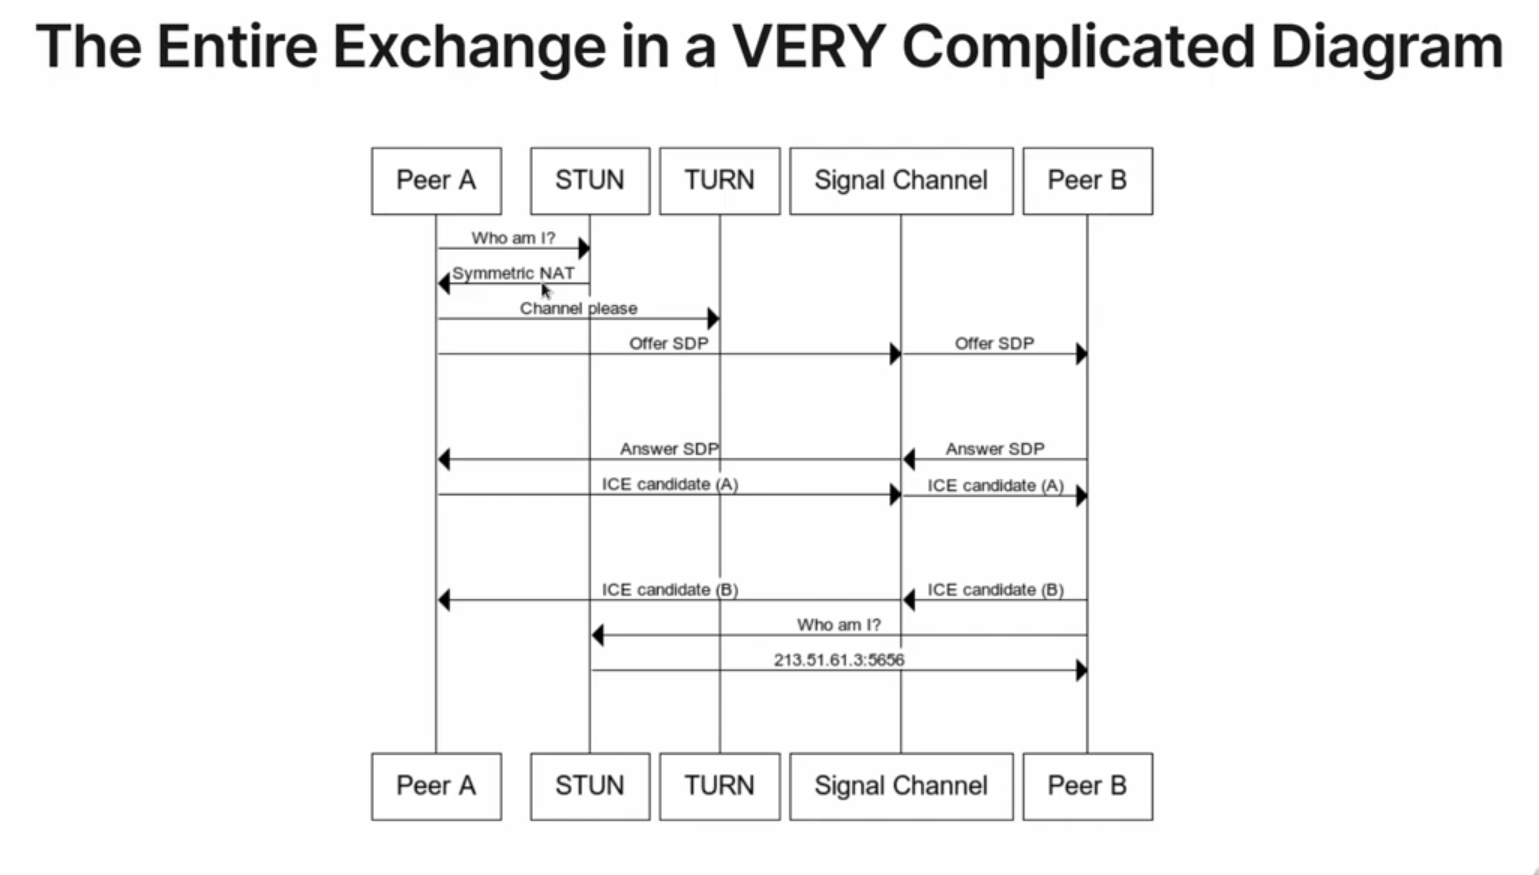 The Entire Exchange in a VERY Complicated Diagram
Peer A
STUN
TURN
Signal Channel
Peer B
Who am I?
Symmetric NAT
Channel please
Offer SDP
Offer SDP
Answer SDP
Answer SDP
ICE candidate (A)
ICE candidate (A)
ICE candidate (B)
ICE candidate (B)
Who am I?
213.51.61.3:5656
Peer A
STUN
TURN
Signal Channel
Peer B